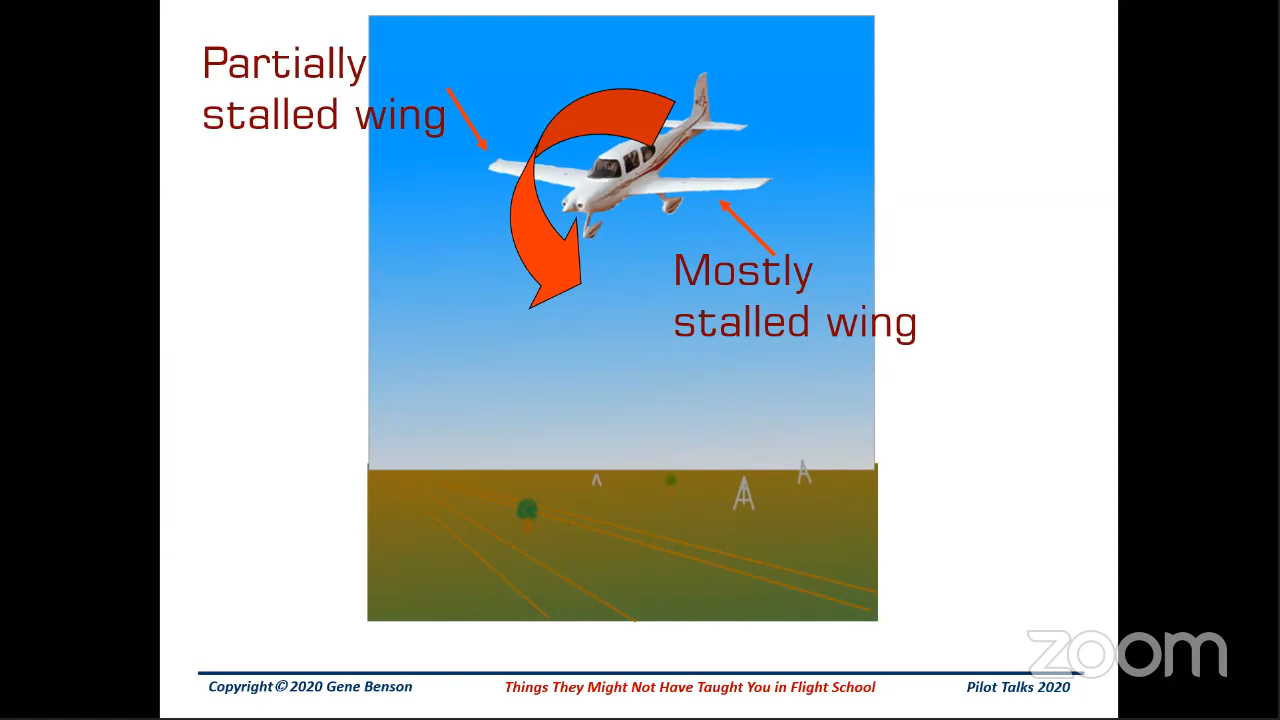 Partially
stalled wing
Mostly
stalled wing
zoom
Copyright© 2020 Gene Benson
Things They Might Not Have Taught You in Flight School
Pilot Talks 2020